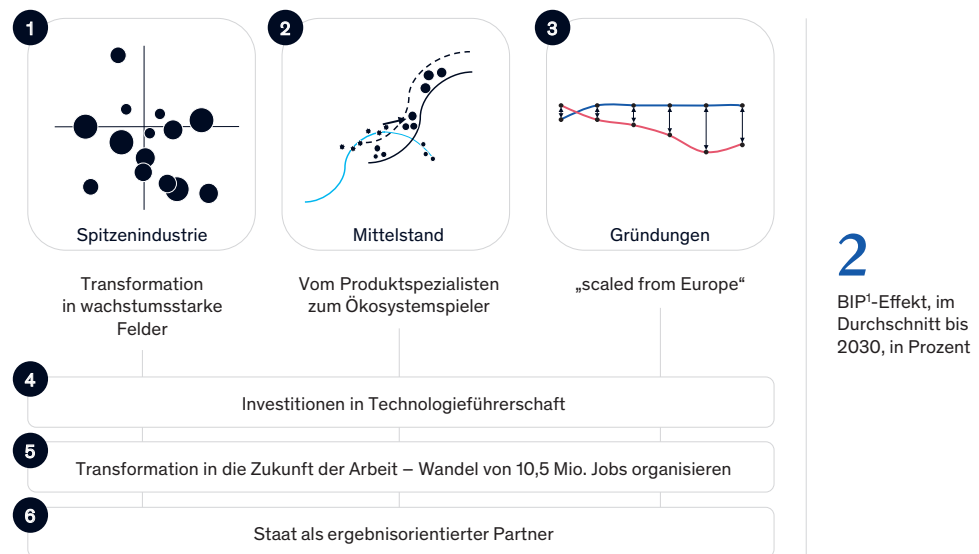 1
Spitzenindustrie
Transformation
in wachstumsstarke
Felder
2
Mittelstand
Vom Produktspezialisten
zum Ökosystemspieler
3
Gründungen
„scaled from Europe“
4
Investitionen in Technologieführerschaft
5
Transformation in die Zukunft der Arbeit – Wandel von 10,5 Mio. Jobs organisieren
6
Staat als ergebnisorientierter Partner
2
BIP¹-Effekt, im
Durchschnitt bis
2030, in Prozent